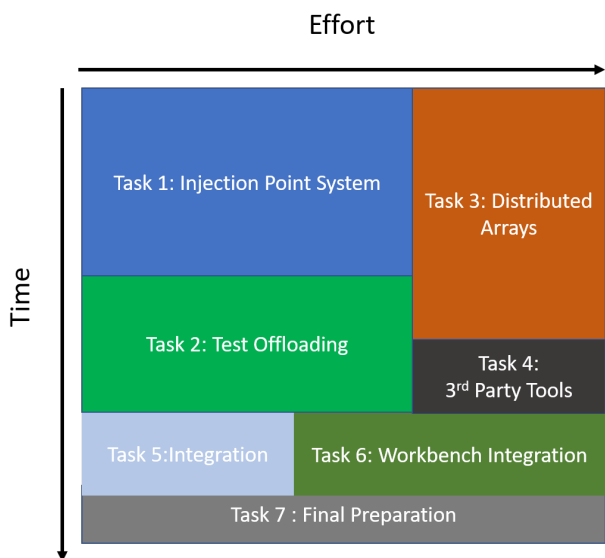 Effort
Time
Task 1: Injection Point System
Task 3: Distributed
Arrays
Task 2: Test Offloading
Task 4:
3rd Party Tools
Task 5:Integration
Task 6: Workbench Integration
Task 7 : Final Preparation